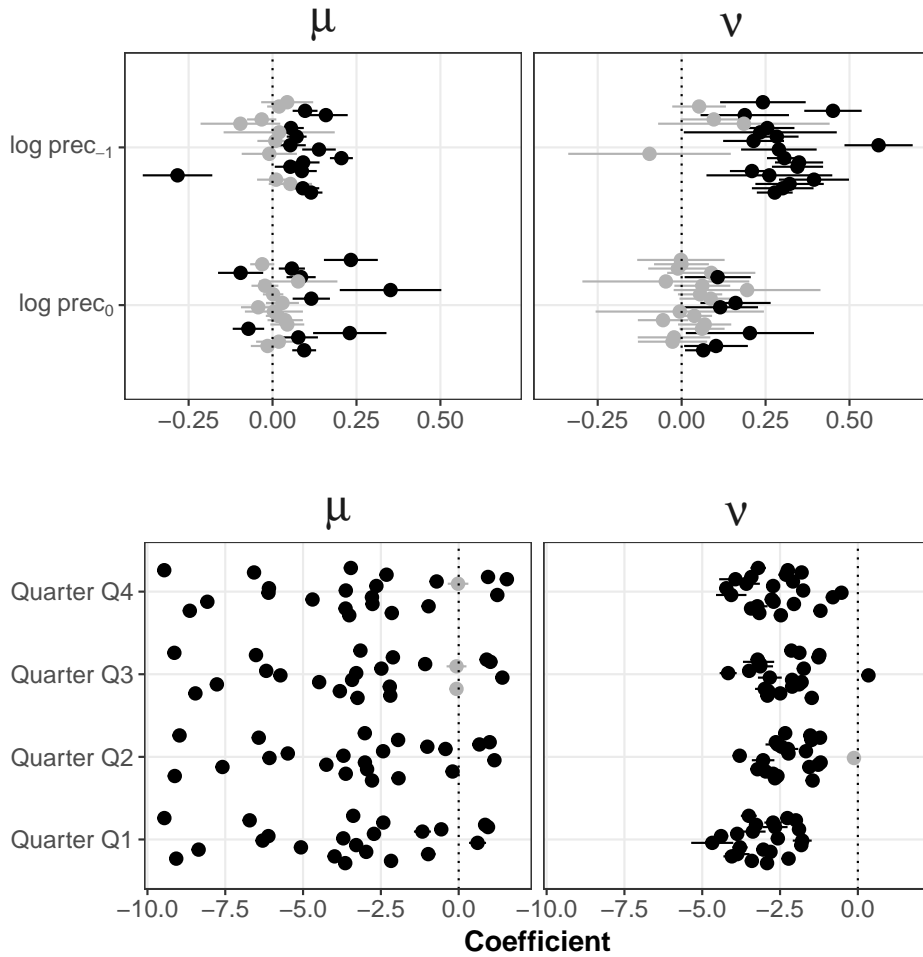 μ ν
log prec₋₁
log prec₀
−0.25 0.00 0.25 0.50 −0.25 0.00 0.25 0.50
μ ν
Quarter Q4
Quarter Q3
Quarter Q2
Quarter Q1
−10.0 −7.5 −5.0 −2.5 0.0 −10.0 −7.5 −5.0 −2.5 0.0
Coefficient